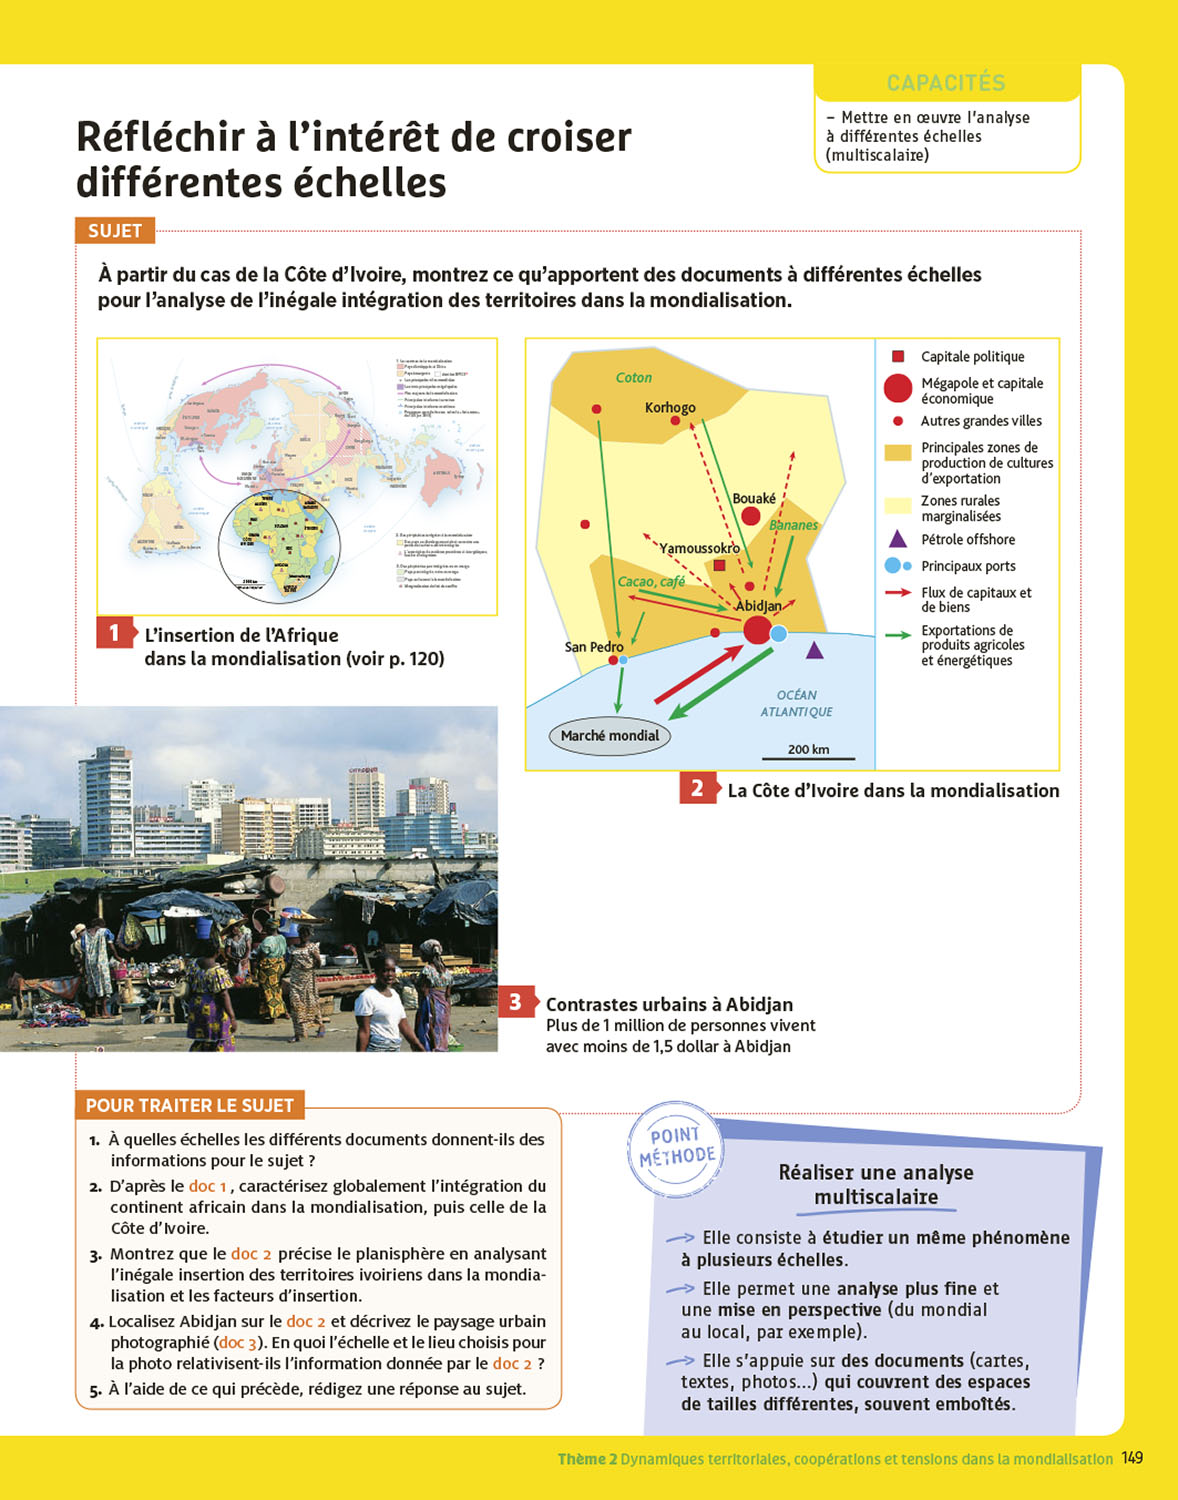 CAPACITÉS
– Mettre en œuvre l'analyse
à différentes échelles
(multiscalaire)
Réfléchir à l'intérêt de croiser
différentes échelles
SUJET
À partir du cas de la Côte d'Ivoire, montrez ce qu'apportent des documents à différentes échelles
pour l'analyse de l'inégale intégration des territoires dans la mondialisation.
1 L'insertion de l'Afrique
dans la mondialisation (voir p. 120)
Coton
Korhogo
Bouaké
Bananes
Yamoussokro
Cacao, café
Abidjan
San Pedro
OCÉAN
ATLANTIQUE
Marché mondial
200 km
Capitale politique
Mégapole et capitale
économique
Autres grandes villes
Principales zones de
production de cultures
d'exportation
Zones rurales
marginalisées
Pétrole offshore
Principaux ports
Flux de capitaux et
de biens
Exportations de
produits agricoles
et énergétiques
2 La Côte d'Ivoire dans la mondialisation
3 Contrastes urbains à Abidjan
Plus de 1 million de personnes vivent
avec moins de 1,5 dollar à Abidjan
POUR TRAITER LE SUJET
1. À quelles échelles les différents documents donnent-ils des
informations pour le sujet ?
2. D'après le doc 1, caractérisez globalement l'intégration du
continent africain dans la mondialisation, puis celle de la
Côte d'Ivoire.
3. Montrez que le doc 2 précise le planisphère en analysant
l'inégale insertion des territoires ivoiriens dans la mondia-
lisation et les facteurs d'insertion.
4. Localisez Abidjan sur le doc 2 et décrivez le paysage urbain
photographié (doc 3). En quoi l'échelle et le lieu choisis pour
la photo relativisent-ils l'information donnée par le doc 2 ?
5. À l'aide de ce qui précède, rédigez une réponse au sujet.
POINT
MÉTHODE
Réaliser une analyse
multiscalaire
Elle consiste à étudier un même phénomène
à plusieurs échelles.
Elle permet une analyse plus fine et
une mise en perspective (du mondial
au local, par exemple).
Elle s'appuie sur des documents (cartes,
textes, photos...) qui couvrent des espaces
de tailles différentes, souvent emboîtés.
Thème 2 Dynamiques territoriales, coopérations et tensions dans la mondialisation 149